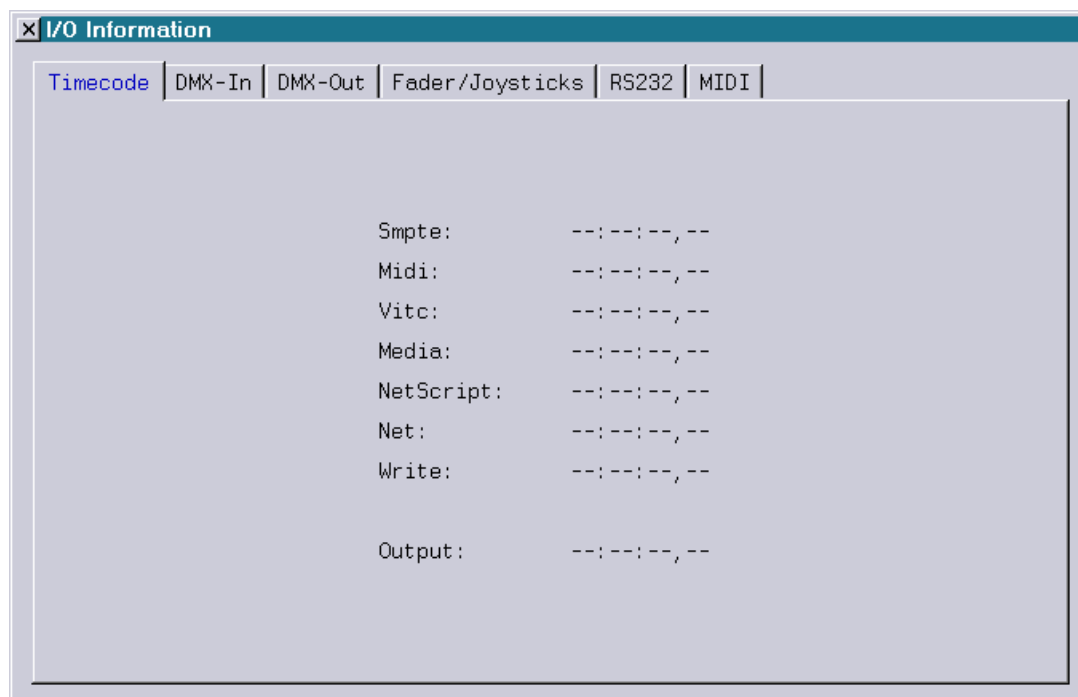 I/O Information
Timecode DMX-In DMX-Out Fader/Joysticks RS232 MIDI
Smpte: --:--:--,--
Midi: --:--:--,--
Vitc: --:--:--,--
Media: --:--:--,--
NetScript: --:--:--,--
Net: --:--:--,--
Write: --:--:--,--
Output: --:--:--,--